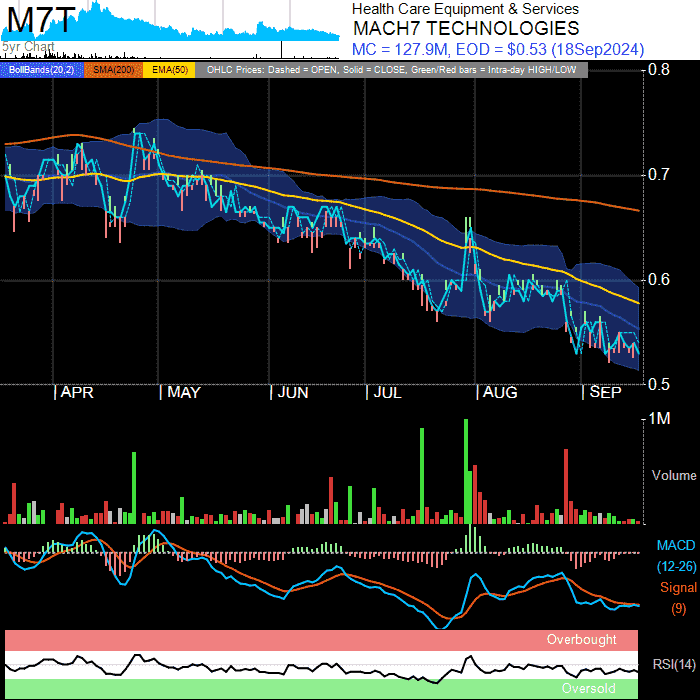 M7T
5yr Chart
Health Care Equipment & Services
MACH7 TECHNOLOGIES
MC = 127.9M, EOD = $0.53 (18Sep2024)
BollBands(20,2) SMA(200) EMA(50) OHLC Prices: Dashed = OPEN, Solid = CLOSE, Green/Red bars = Intra-day HIGH/LOW
0.8
0.7
0.6
0.5
APR MAY JUN JUL AUG SEP
1M
Volume
MACD
(12-26)
Signal
(9)
Overbought
RSI(14)
Oversold